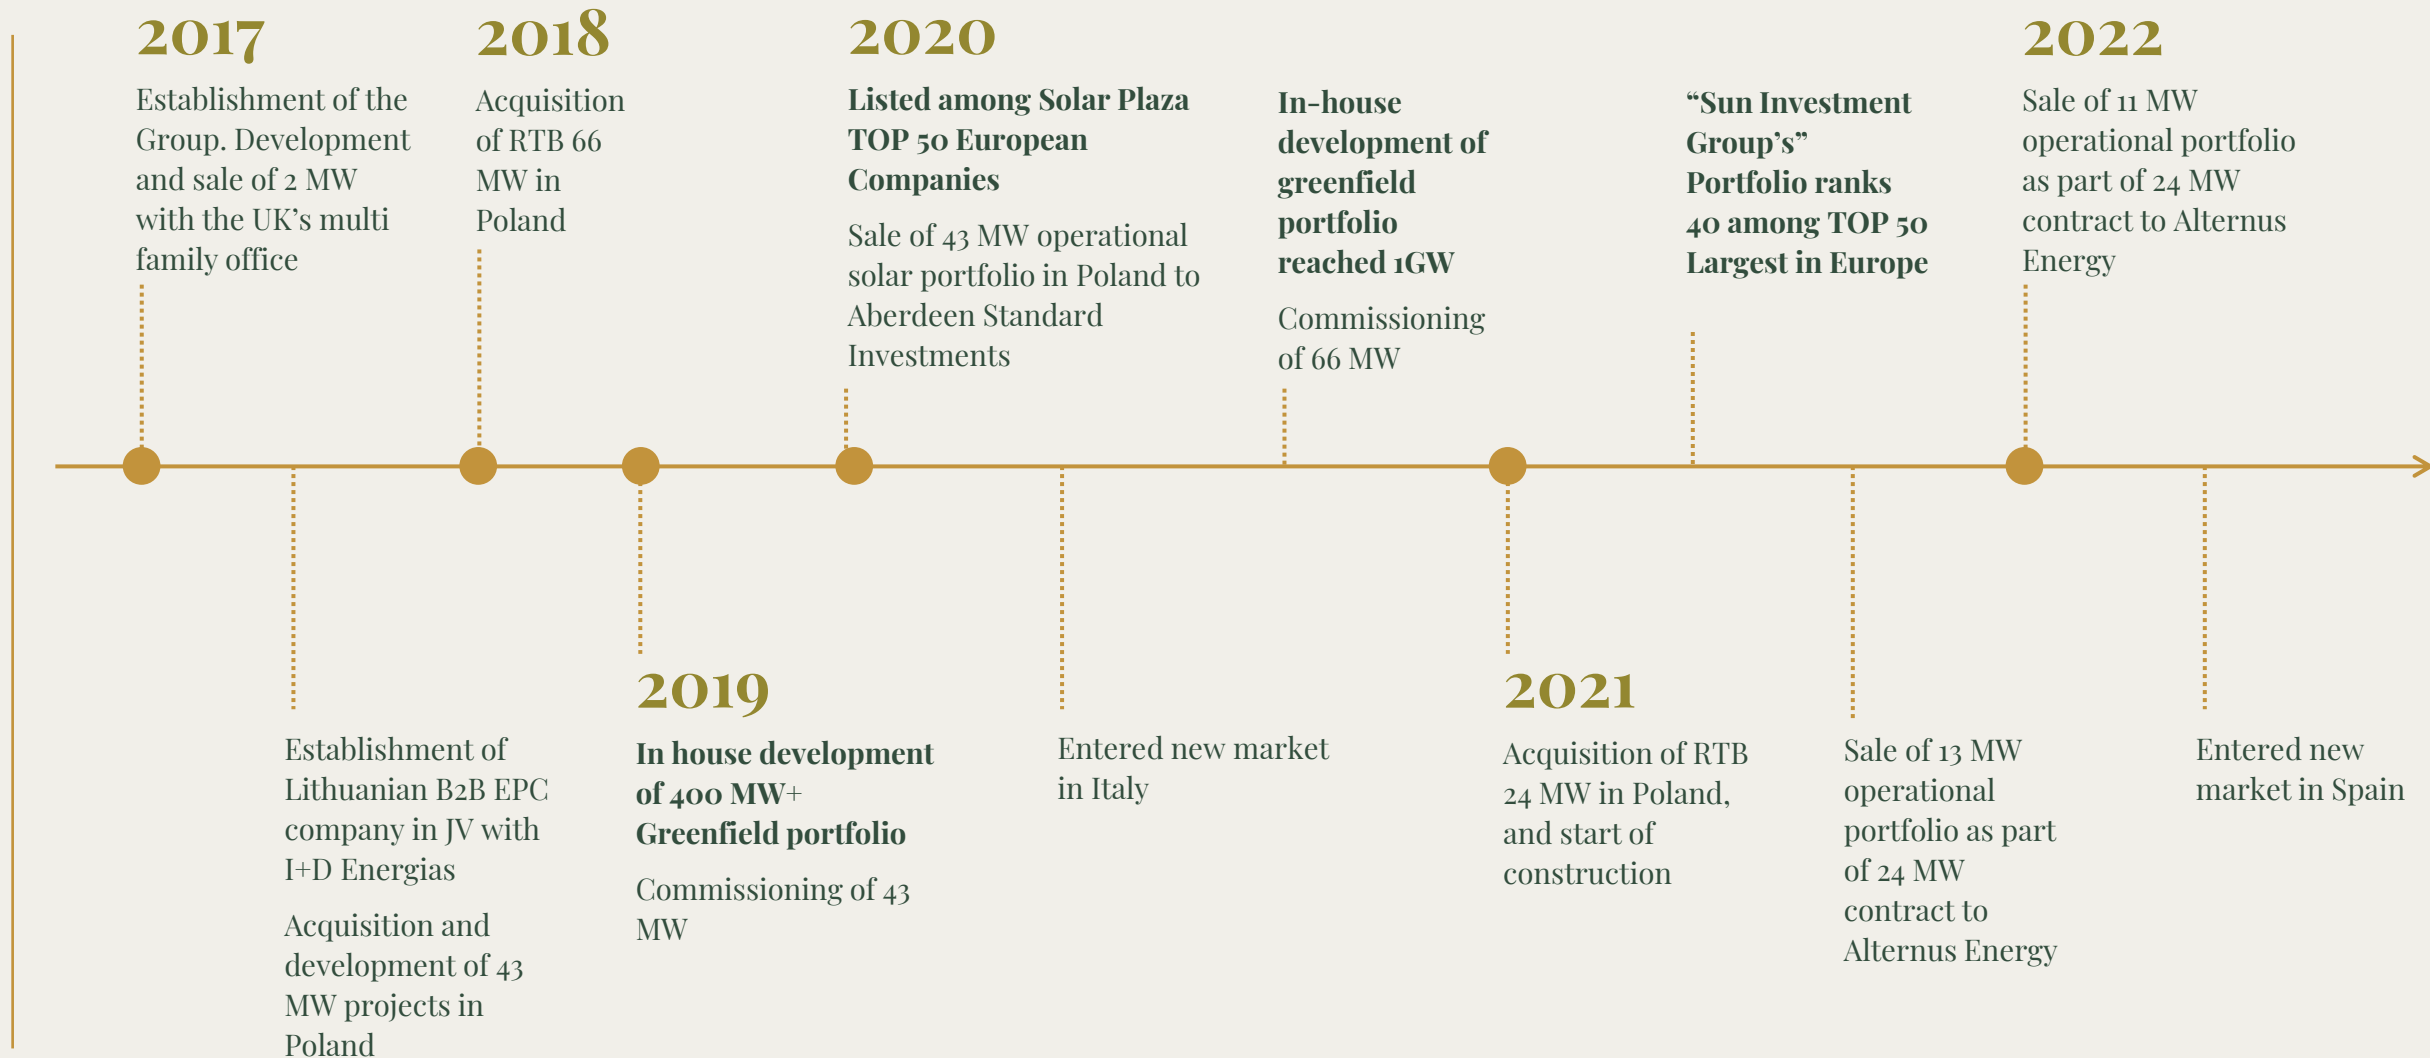 2017
Establishment of the
Group. Development
and sale of 2 MW
with the UK’s multi
family office
Establishment of
Lithuanian B2B EPC
company in JV with
I+D Energias
Acquisition and
development of 43
MW projects in
Poland
2018
Acquisition
of RTB 66
MW in
Poland
2019
In house development
of 400 MW+
Greenfield portfolio
Commissioning of 43
MW
2020
Listed among Solar Plaza
TOP 50 European
Companies
Sale of 43 MW operational
solar portfolio in Poland to
Aberdeen Standard
Investments
Entered new market
in Italy
In-house
development of
greenfield
portfolio
reached 1GW
Commissioning
of 66 MW
2021
Acquisition of RTB
24 MW in Poland,
and start of
construction
“Sun Investment
Group’s”
Portfolio ranks
40 among TOP 50
Largest in Europe
Sale of 13 MW
operational
portfolio as part
of 24 MW
contract to
Alternus Energy
2022
Sale of 11 MW
operational portfolio
as part of 24 MW
contract to Alternus
Energy
Entered new
market in Spain